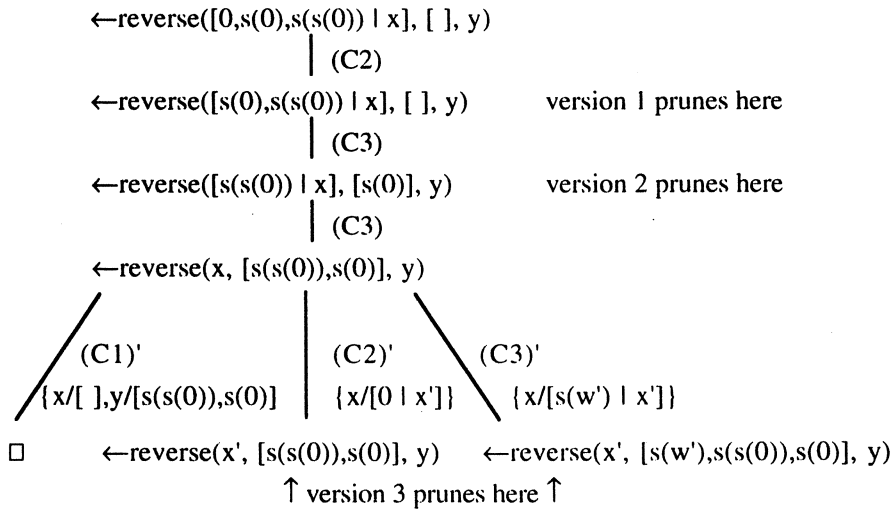 ←reverse([0,s(0),s(s(0)) | x], [ ], y)
(C2)
←reverse([s(0),s(s(0)) | x], [ ], y) version 1 prunes here
(C3)
←reverse([s(s(0)) | x], [s(0)], y) version 2 prunes here
(C3)
←reverse(x, [s(s(0)),s(0)], y)
(C1)' (C2)' (C3)'
{x/[ ],y/[s(s(0)),s(0)] {x/[0 | x']} {x/[s(w') | x']}
□ ←reverse(x', [s(s(0)),s(0)], y) ←reverse(x', [s(w'),s(s(0)),s(0)], y)
↑ version 3 prunes here ↑